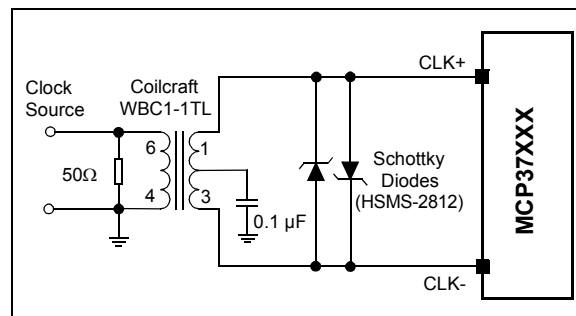 Clock
Source
Coilcraft
WBC1-1TL
6
1
4
3
50Ω
0.1 µF
CLK+
Schottky
Diodes
(HSMS-2812)
CLK-
MCP37XXX